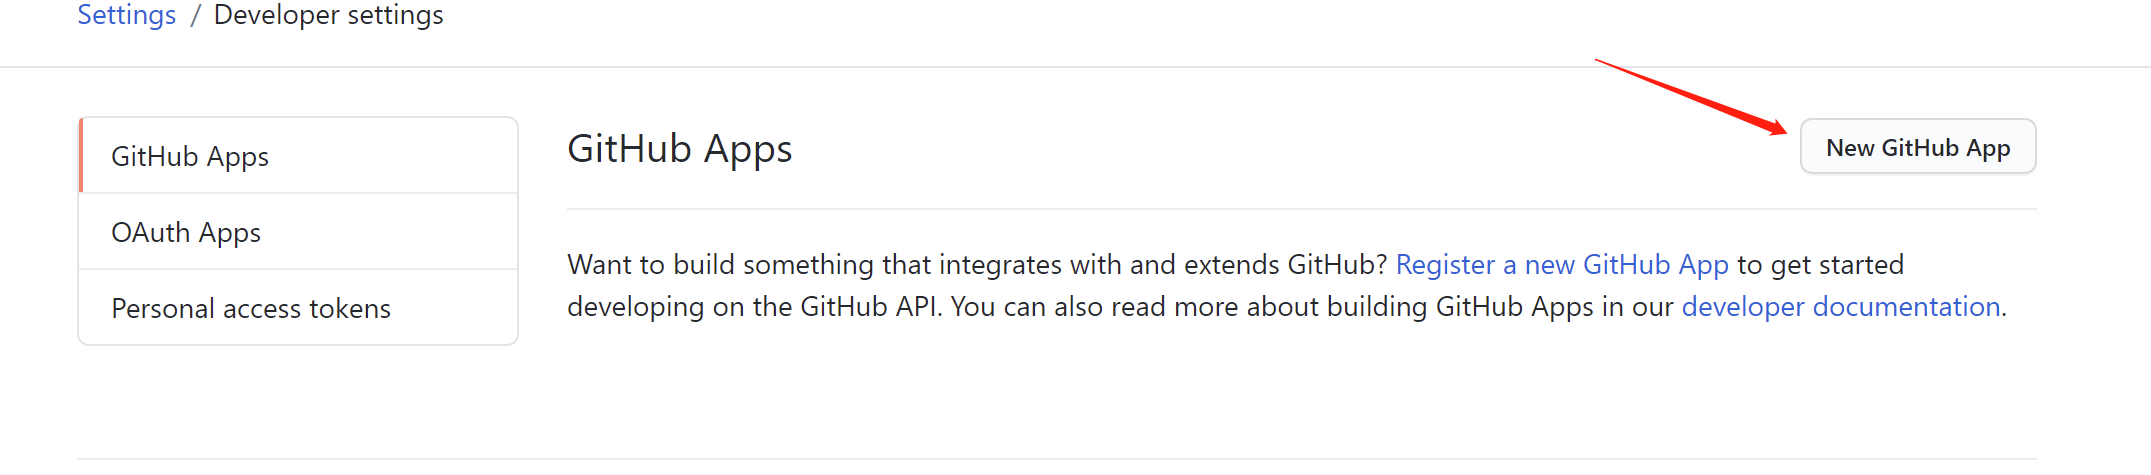 Settings / Developer settings
GitHub Apps
OAuth Apps
Personal access tokens
GitHub Apps
New GitHub App
Want to build something that integrates with and extends GitHub? Register a new GitHub App to get started
developing on the GitHub API. You can also read more about building GitHub Apps in our developer documentation.